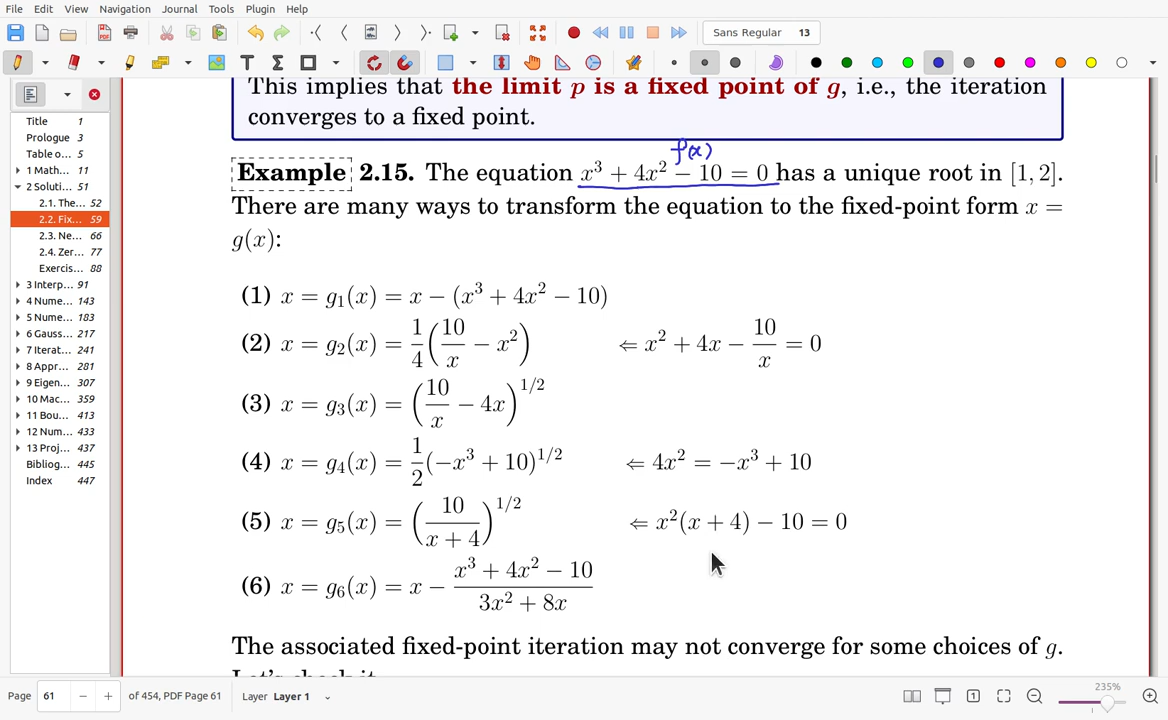 File Edit View Navigation Journal Tools Plugin Help
Sans Regular 13
Title 1
Prologue 3
Table o... 5
1 Math... 11
2 Soluti... 51
2.1. The... 52
2.2. Fix... 59
2.3. Ne... 66
2.4. Zer... 77
Exercis... 88
3 Interp... 91
4 Nume... 143
5 Nume... 183
6 Gauss... 217
7 Iterat... 241
8 Appr... 281
9 Eigen... 307
10 Mac... 359
11 Bou... 413
12 Num... 433
13 Proj... 437
Bibliog... 445
Index 447
This implies that the limit p is a fixed point of g, i.e., the iteration
converges to a fixed point.
f(x)
Example 2.15. The equation x³ + 4x² − 10 = 0 has a unique root in [1, 2].
There are many ways to transform the equation to the fixed-point form x =
g(x):
(1) x = g₁(x) = x − (x³ + 4x² − 10)
(2) x = g₂(x) = 1/4 (10/x − x²) ⇐ x² + 4x − 10/x = 0
(3) x = g₃(x) = (10/x − 4x)^1/2
(4) x = g₄(x) = 1/2 (−x³ + 10)^1/2 ⇐ 4x² = −x³ + 10
(5) x = g₅(x) = (10/(x + 4))^1/2 ⇐ x²(x + 4) − 10 = 0
(6) x = g₆(x) = x − (x³ + 4x² − 10)/(3x² + 8x)
The associated fixed-point iteration may not converge for some choices of g.
Let's check it
Page 61 of 454, PDF Page 61 Layer Layer 1 235%